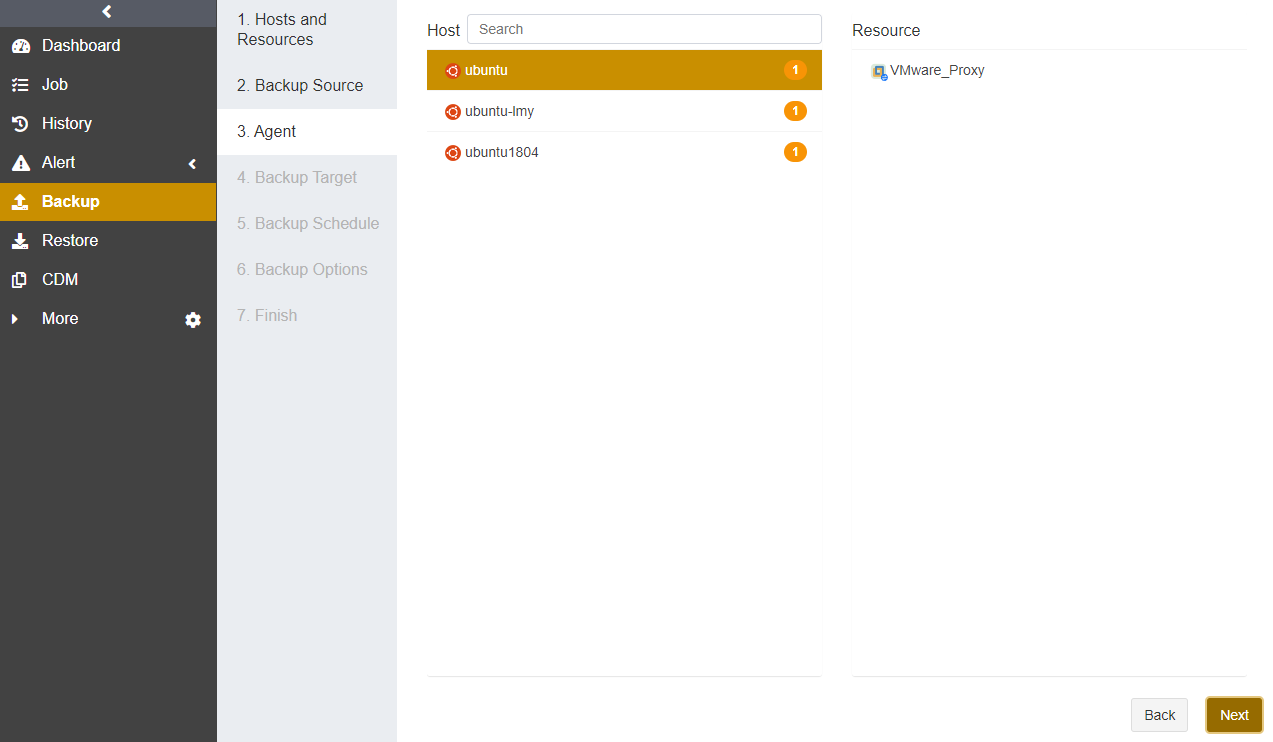 Dashboard
Job
History
Alert
Backup
Restore
CDM
More
1. Hosts and
Resources
2. Backup Source
3. Agent
4. Backup Target
5. Backup Schedule
6. Backup Options
7. Finish
Host Search
ubuntu 1
ubuntu-lmy 1
ubuntu1804 1
Resource
VMware_Proxy
Back Next